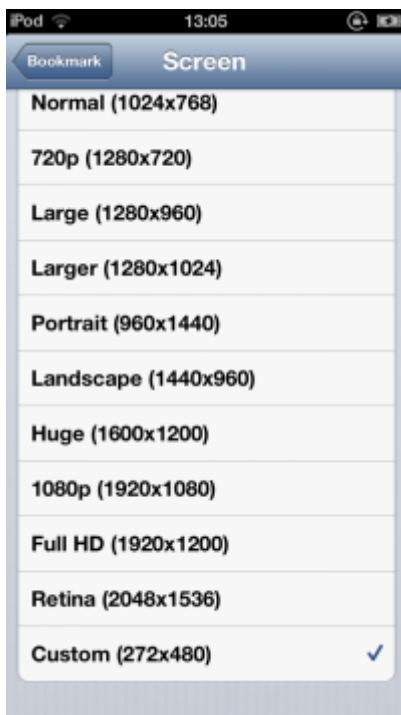 iPod 13:05
Bookmark Screen
Normal (1024x768)
720p (1280x720)
Large (1280x960)
Larger (1280x1024)
Portrait (960x1440)
Landscape (1440x960)
Huge (1600x1200)
1080p (1920x1080)
Full HD (1920x1200)
Retina (2048x1536)
Custom (272x480)